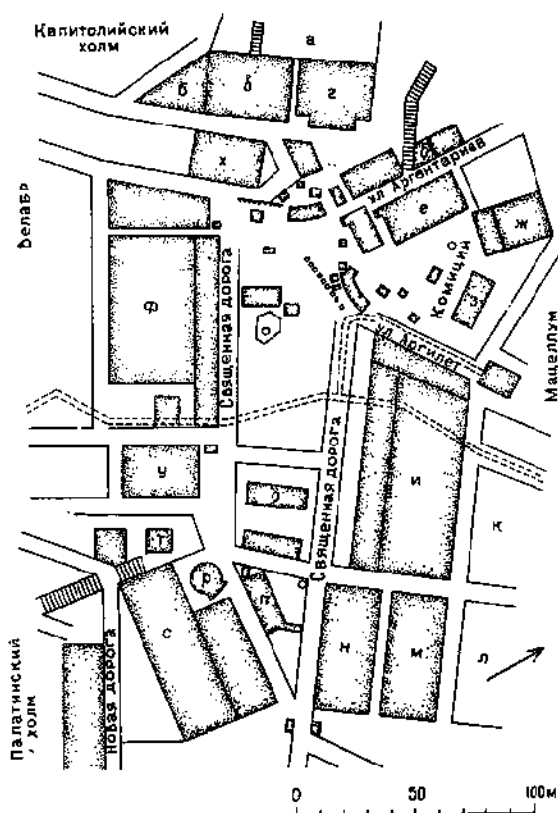 Капитолийский
холм
а
б
в
г
х
ул Аргентариев
е
ж
Велабр
Священная дорога
Комиций
з
ф
о
ул. Аргилет
Мацеллум
Священная дорога
ц
и
к
т
р
п
с
н
м
л
Новая дорога
Палатинский
холм
0 50 100м